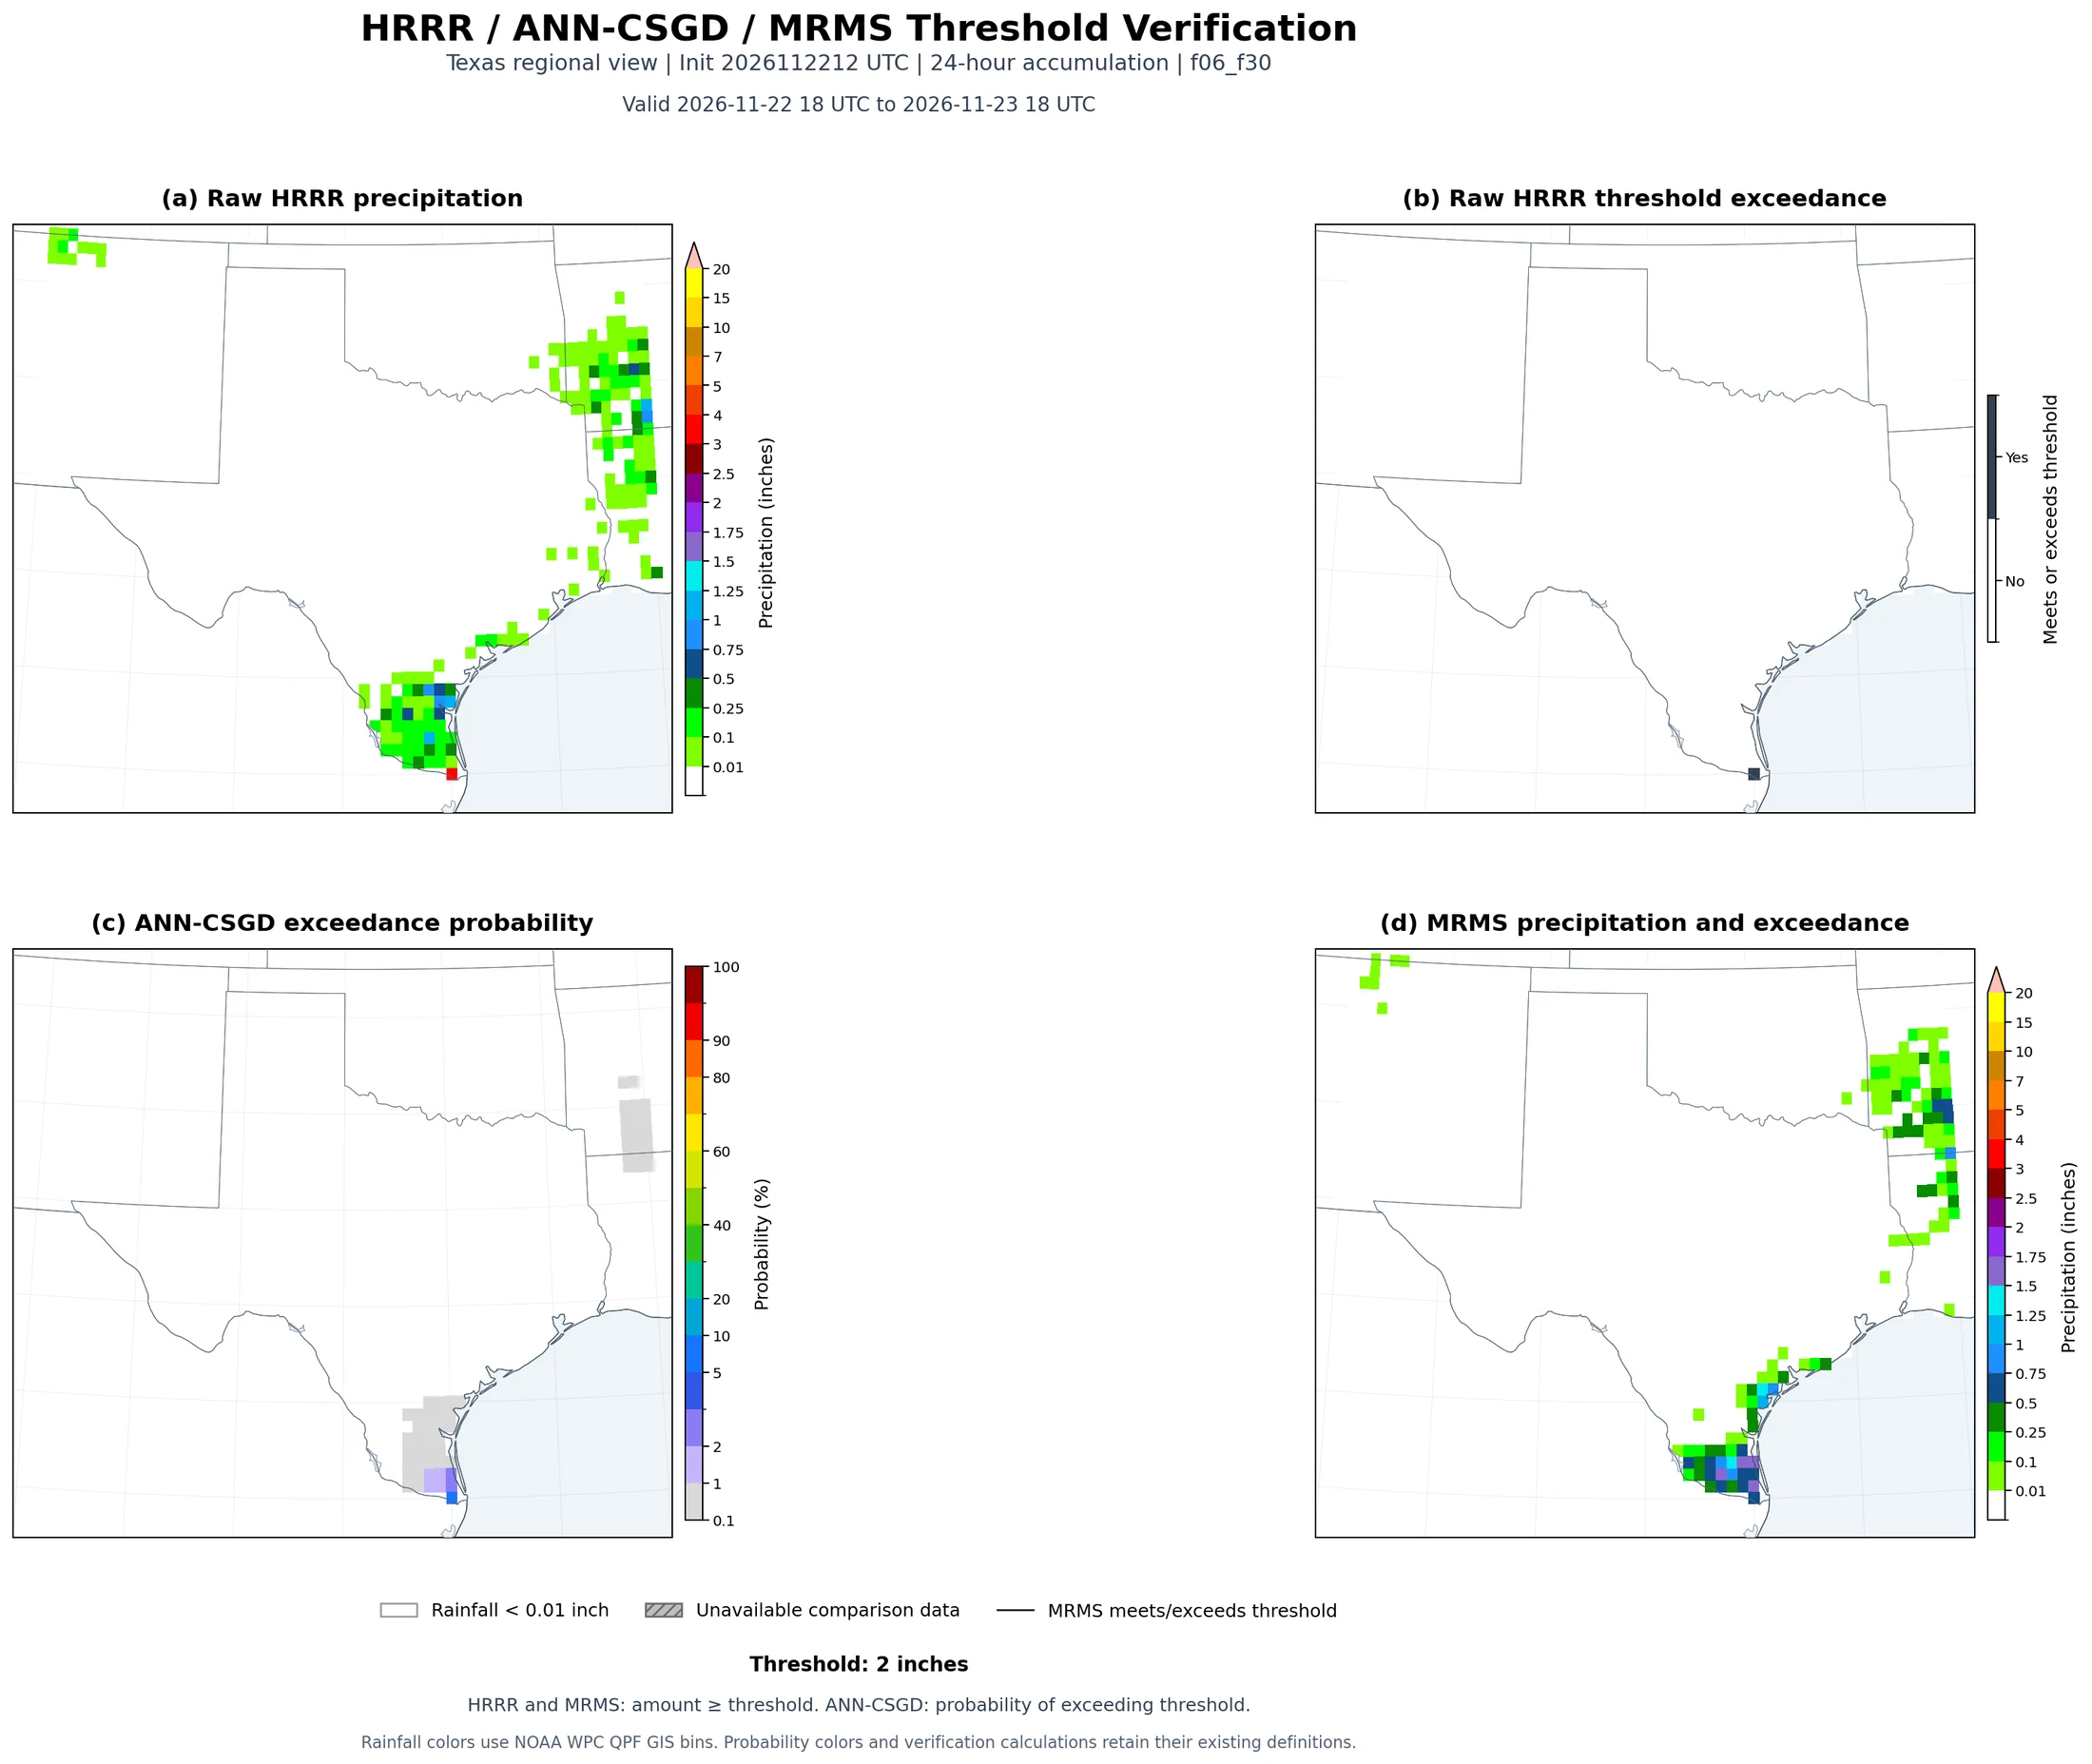 HRRR / ANN-CSGD / MRMS Threshold Verification
Texas regional view | Init 2026112212 UTC | 24-hour accumulation | f06_f30
Valid 2026-11-22 18 UTC to 2026-11-23 18 UTC
(a) Raw HRRR precipitation
20
15
10
7
5
4
3
2.5
2
1.75
1.5
1.25
1
0.75
0.5
0.25
0.1
0.01
Precipitation (inches)
(b) Raw HRRR threshold exceedance
Yes
No
Meets or exceeds threshold
(c) ANN-CSGD exceedance probability
100
90
80
60
40
20
10
5
2
1
0.1
Probability (%)
(d) MRMS precipitation and exceedance
20
15
10
7
5
4
3
2.5
2
1.75
1.5
1.25
1
0.75
0.5
0.25
0.1
0.01
Precipitation (inches)
Rainfall < 0.01 inch
Unavailable comparison data
MRMS meets/exceeds threshold
Threshold: 2 inches
HRRR and MRMS: amount ≥ threshold. ANN-CSGD: probability of exceeding threshold.
Rainfall colors use NOAA WPC QPF GIS bins. Probability colors and verification calculations retain their existing definitions.